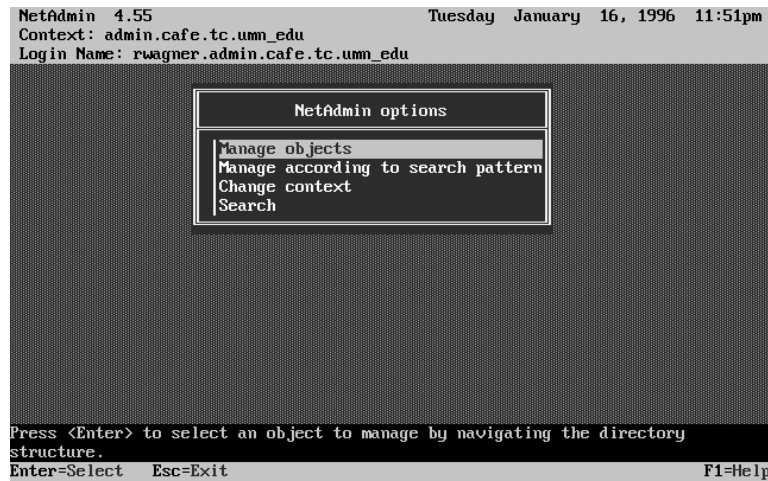 NetAdmin 4.55 Tuesday January 16, 1996 11:51pm
Context: admin.cafe.tc.umn_edu
Login Name: rwagner.admin.cafe.tc.umn_edu
NetAdmin options
Manage objects
Manage according to search pattern
Change context
Search
Press <Enter> to select an object to manage by navigating the directory
structure.
Enter=Select Esc=Exit F1=Help